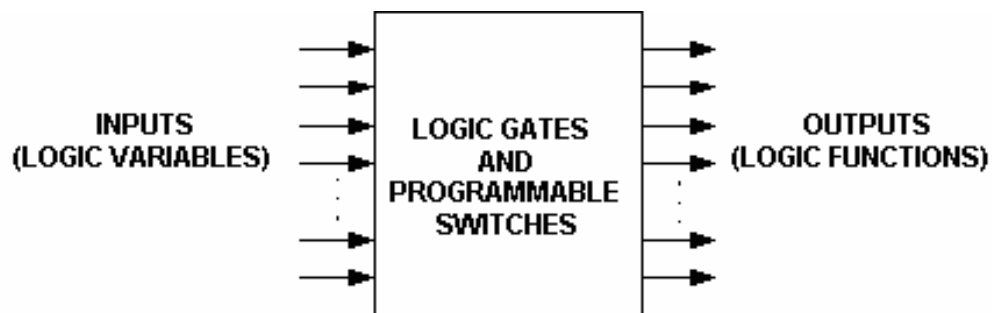 INPUTS
(LOGIC VARIABLES)
LOGIC GATES
AND
PROGRAMMABLE
SWITCHES
OUTPUTS
(LOGIC FUNCTIONS)